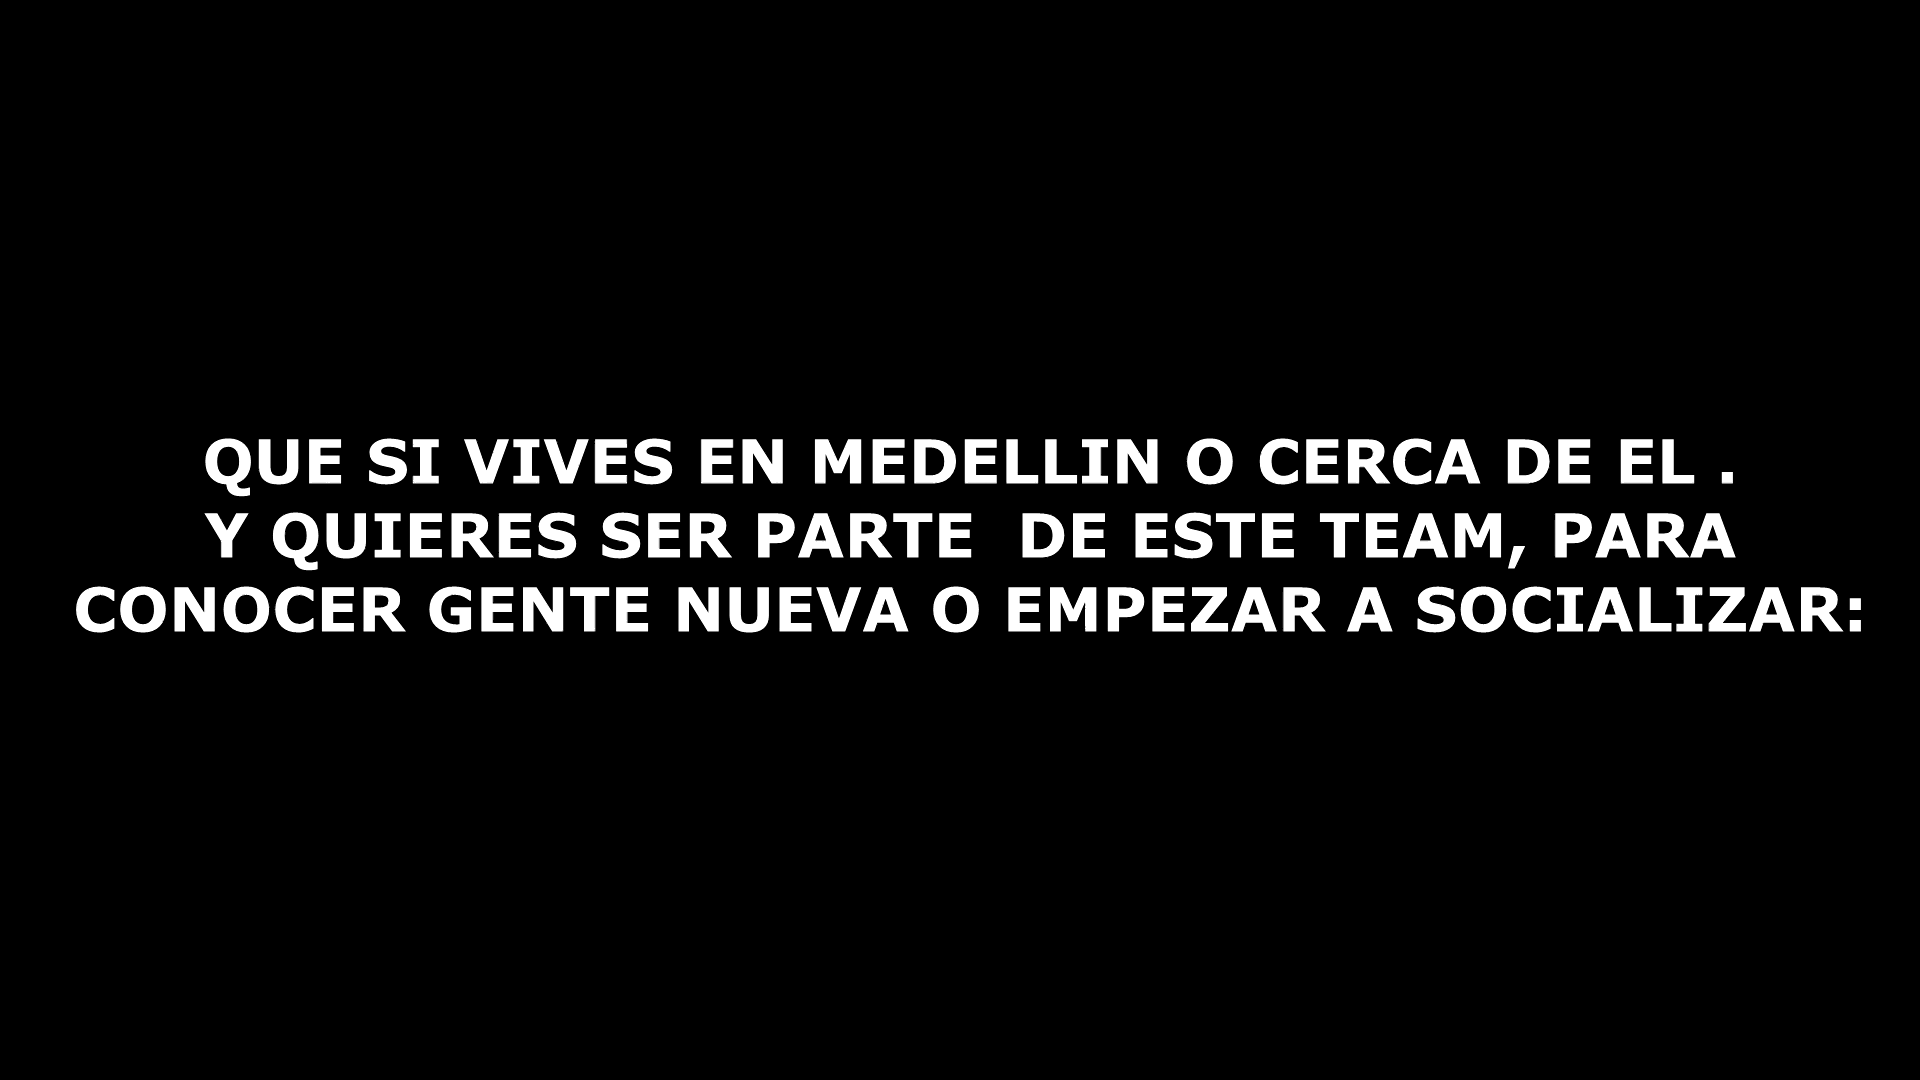 QUE SI VIVES EN MEDELLIN O CERCA DE EL .
Y QUIERES SER PARTE  DE ESTE TEAM, PARA
CONOCER GENTE NUEVA O EMPEZAR A SOCIALIZAR: